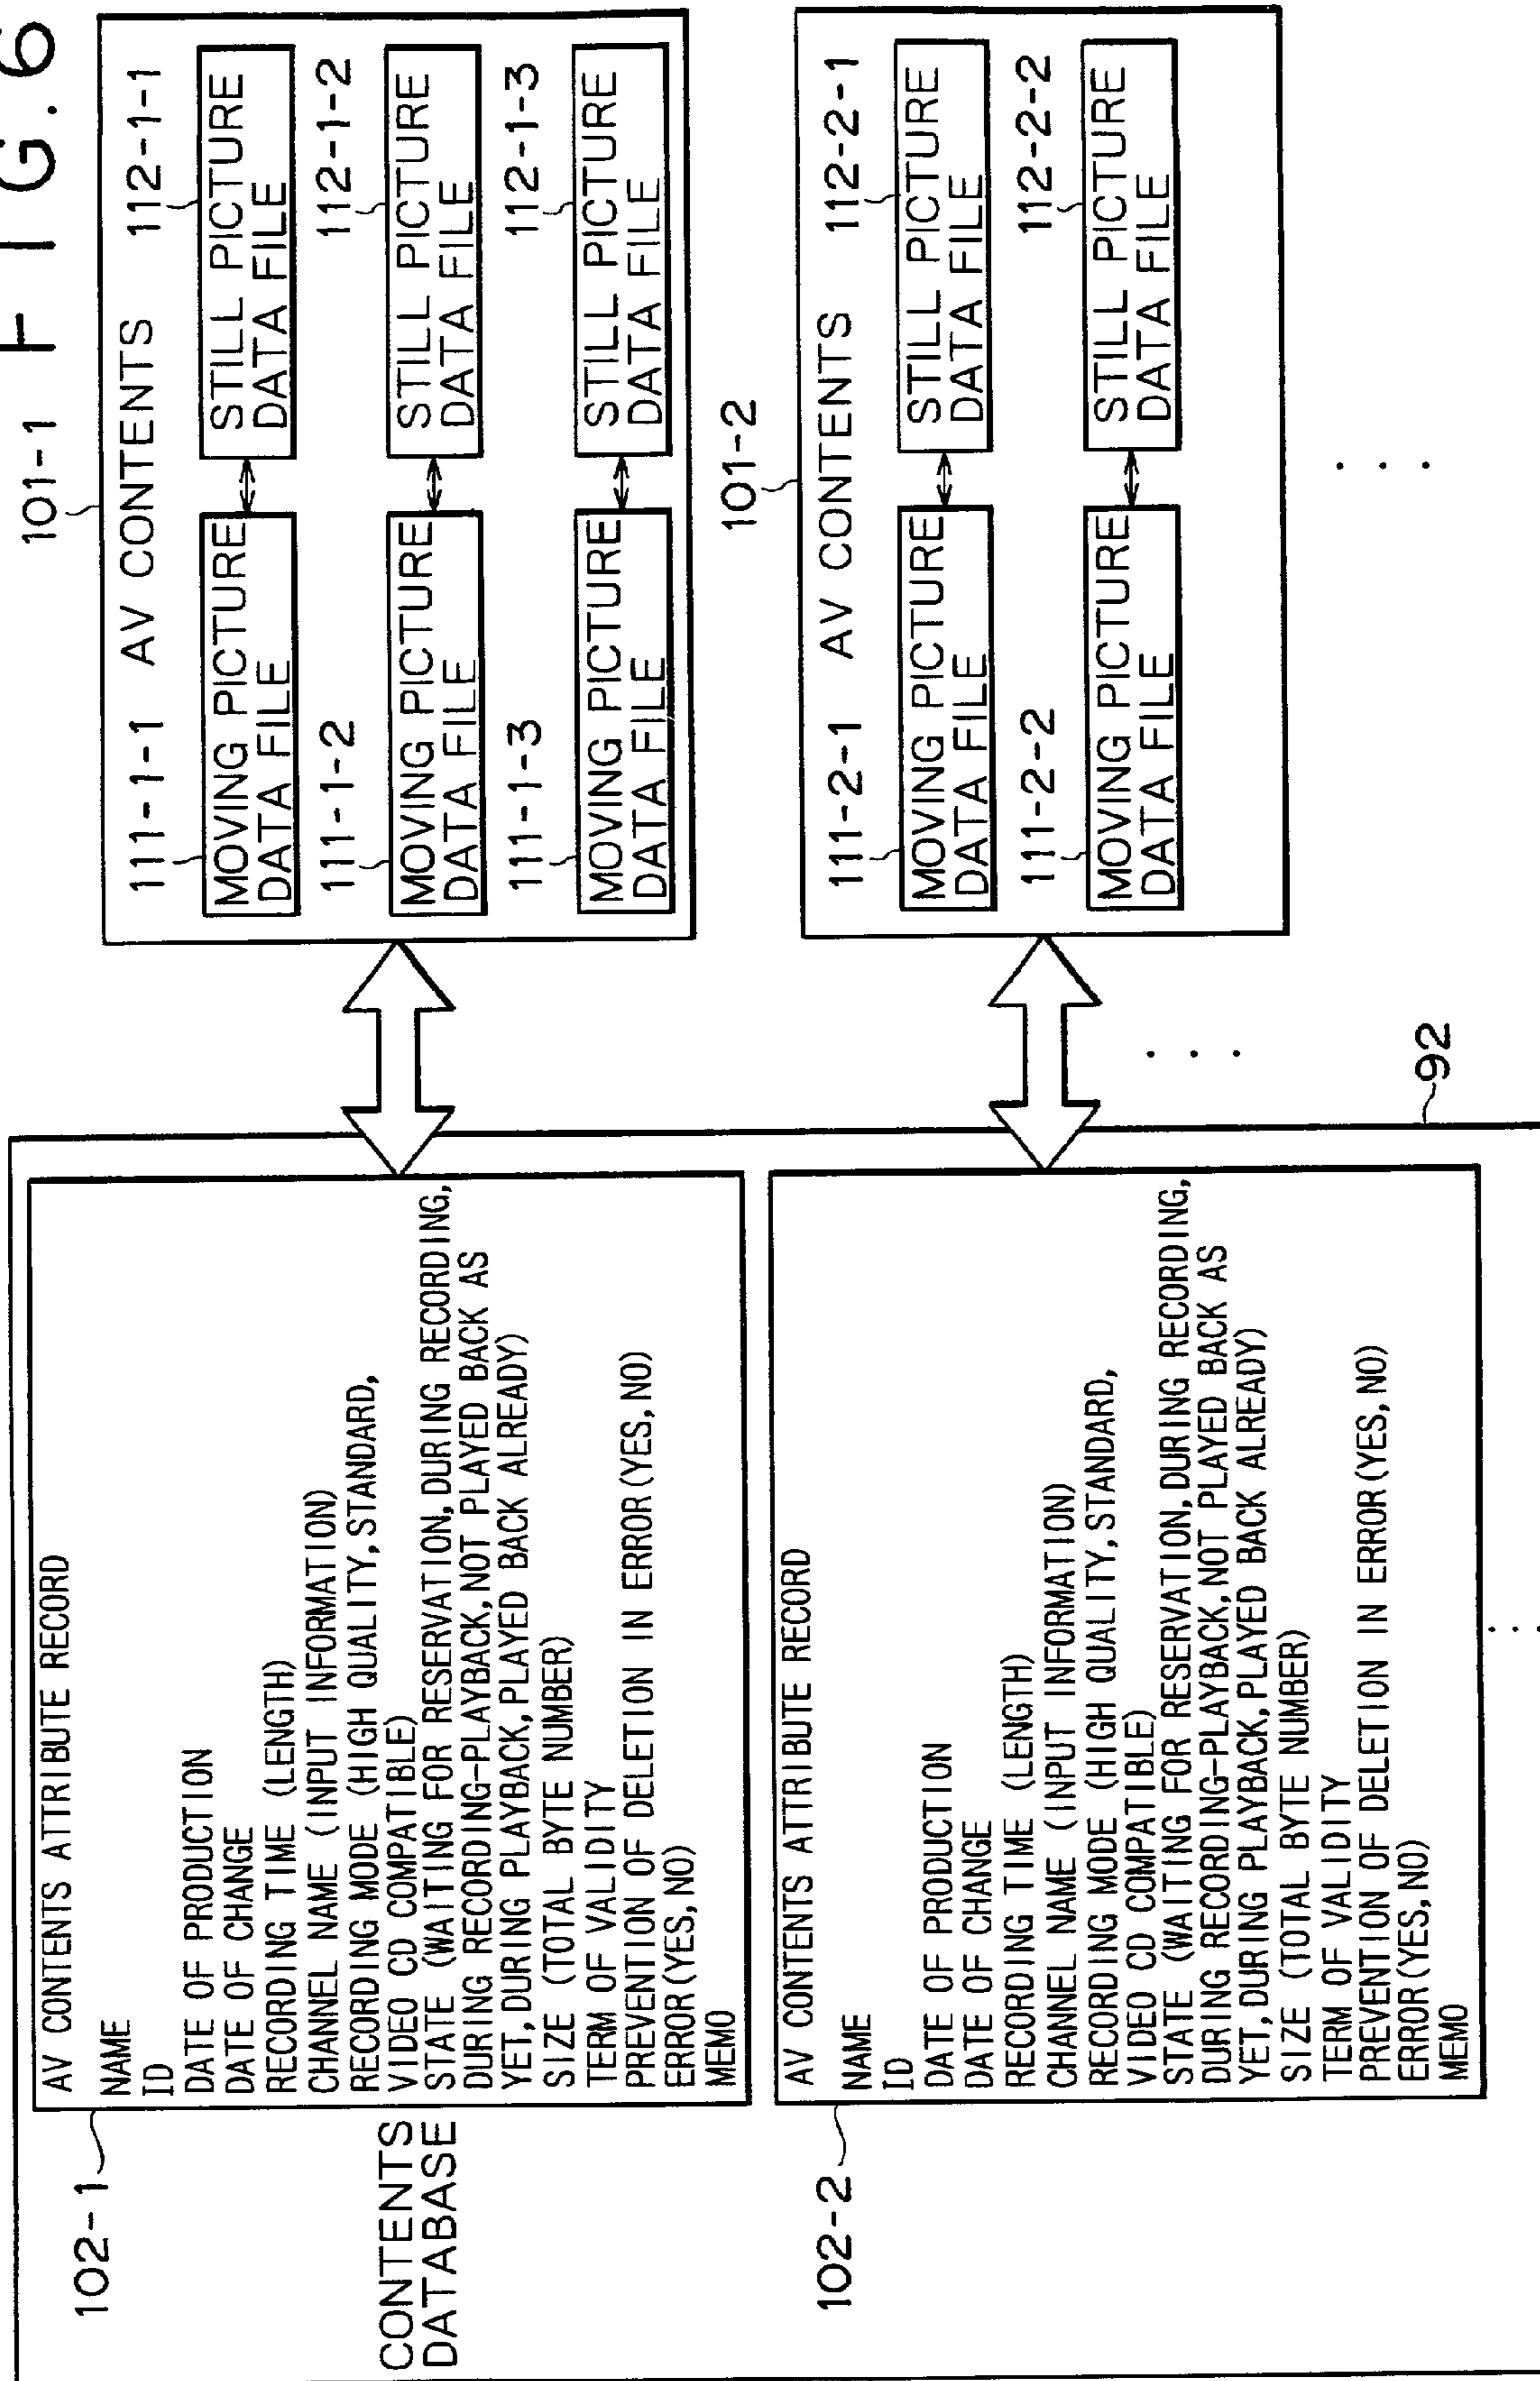 FIG.6
CONTENTS
DATABASE
102-1
AV CONTENTS ATTRIBUTE RECORD
NAME
ID
DATE OF PRODUCTION
DATE OF CHANGE
RECORDING TIME (LENGTH)
CHANNEL NAME (INPUT INFORMATION)
RECORDING MODE (HIGH QUALITY,STANDARD,
VIDEO CD COMPATIBLE)
STATE (WAITING FOR RESERVATION,DURING RECORDING,
DURING RECORDING-PLAYBACK,NOT PLAYED BACK AS
YET,DURING PLAYBACK,PLAYED BACK ALREADY)
SIZE (TOTAL BYTE NUMBER)
TERM OF VALIDITY
PREVENTION OF DELETION IN ERROR(YES,NO)
ERROR(YES,NO)
MEMO
102-2
AV CONTENTS ATTRIBUTE RECORD
NAME
ID
DATE OF PRODUCTION
DATE OF CHANGE
RECORDING TIME (LENGTH)
CHANNEL NAME (INPUT INFORMATION)
RECORDING MODE (HIGH QUALITY,STANDARD,
VIDEO CD COMPATIBLE)
STATE (WAITING FOR RESERVATION,DURING RECORDING,
DURING RECORDING-PLAYBACK,NOT PLAYED BACK AS
YET,DURING PLAYBACK,PLAYED BACK ALREADY)
SIZE (TOTAL BYTE NUMBER)
TERM OF VALIDITY
PREVENTION OF DELETION IN ERROR(YES,NO)
ERROR(YES,NO)
MEMO
...
92
...
101-1
AV CONTENTS
111-1-1
MOVING PICTURE
DATA FILE
112-1-1
STILL PICTURE
DATA FILE
111-1-2
MOVING PICTURE
DATA FILE
112-1-2
STILL PICTURE
DATA FILE
111-1-3
MOVING PICTURE
DATA FILE
112-1-3
STILL PICTURE
DATA FILE
101-2
AV CONTENTS
111-2-1
MOVING PICTURE
DATA FILE
112-2-1
STILL PICTURE
DATA FILE
111-2-2
MOVING PICTURE
DATA FILE
112-2-2
STILL PICTURE
DATA FILE
...